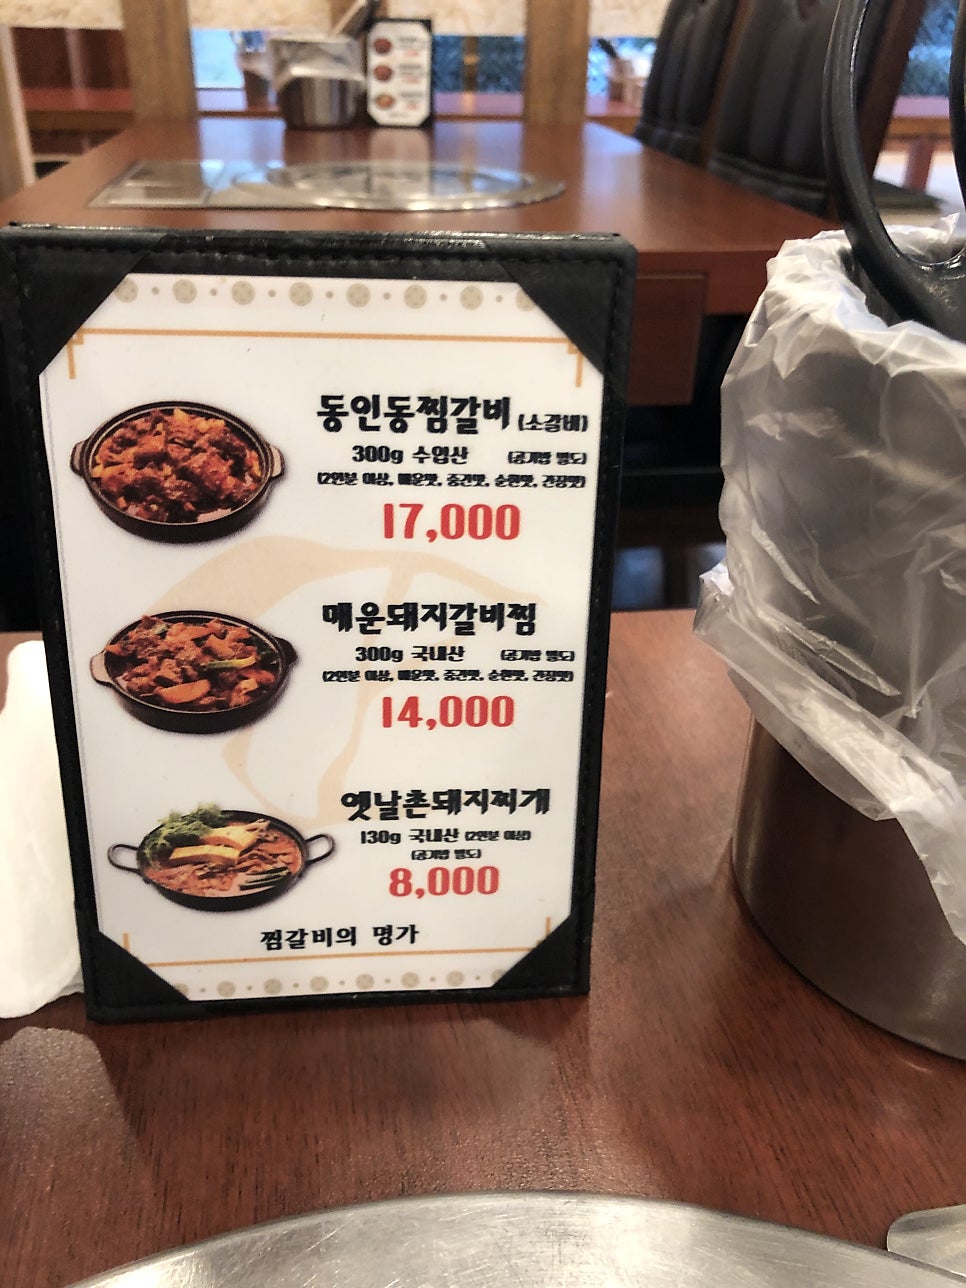 동인동찜갈비 (소갈비)
300g 수입산 (공기밥 별도)
(2인분 이상, 매운맛, 중간맛, 순한맛, 간장맛)
17,000
매운돼지갈비찜
300g 국내산 (공기밥 별도)
(2인분 이상, 매운맛, 중간맛, 순한맛, 간장맛)
14,000
옛날촌돼지찌개
130g 국내산 (2인분 이상)
(공기밥 별도)
8,000
찜갈비의 명가